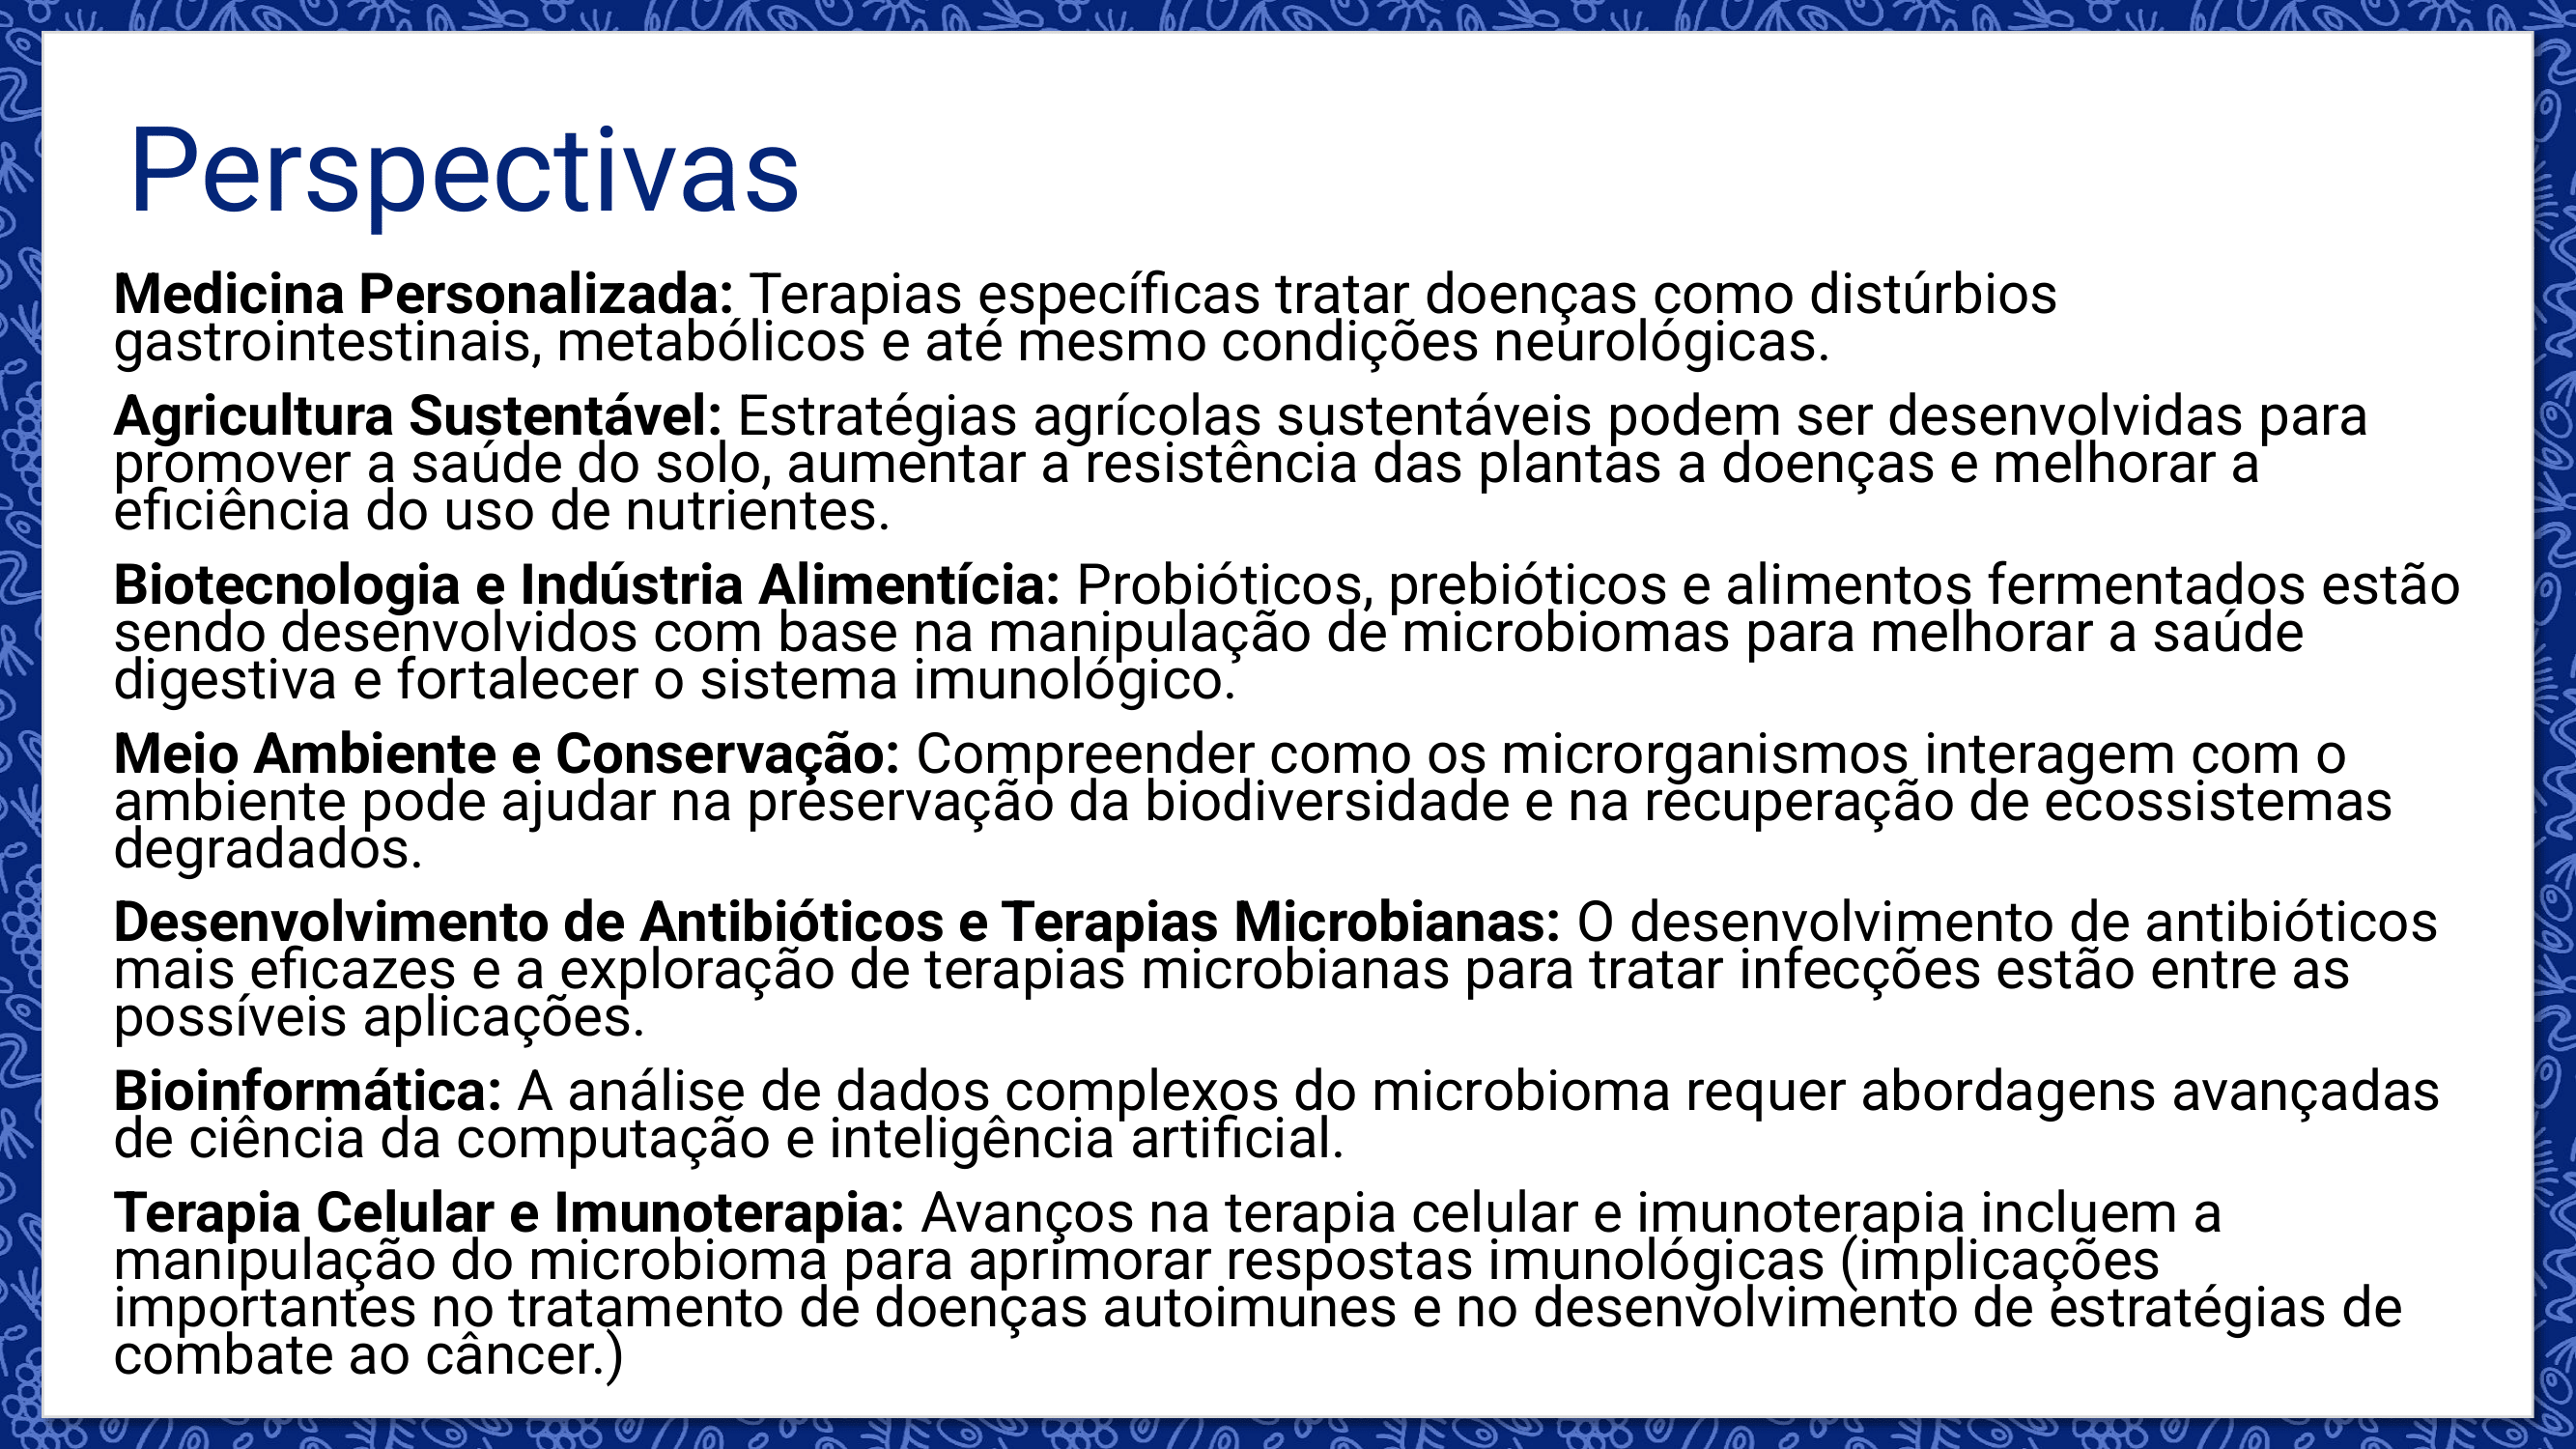 Perspectivas
Medicina Personalizada: Terapias específicas tratar doenças como distúrbios
gastrointestinais, metabólicos e até mesmo condições neurológicas.
Agricultura Sustentável: Estratégias agrícolas sustentáveis podem ser desenvolvidas para
promover a saúde do solo, aumentar a resistência das plantas a doenças e melhorar a
eficiência do uso de nutrientes.
Biotecnologia e Indústria Alimentícia: Probióticos, prebióticos e alimentos fermentados estão
sendo desenvolvidos com base na manipulação de microbiomas para melhorar a saúde
digestiva e fortalecer o sistema imunológico.
Meio Ambiente e Conservação: Compreender como os microrganismos interagem com o
ambiente pode ajudar na preservação da biodiversidade e na recuperação de ecossistemas
degradados.
Desenvolvimento de Antibióticos e Terapias Microbianas: O desenvolvimento de antibióticos
mais eficazes e a exploração de terapias microbianas para tratar infecções estão entre as
possíveis aplicações.
Bioinformática: A análise de dados complexos do microbioma requer abordagens avançadas
de ciência da computação e inteligência artificial.
Terapia Celular e Imunoterapia: Avanços na terapia celular e imunoterapia incluem a
manipulação do microbioma para aprimorar respostas imunológicas (implicações
importantes no tratamento de doenças autoimunes e no desenvolvimento de estratégias de
combate ao câncer.)